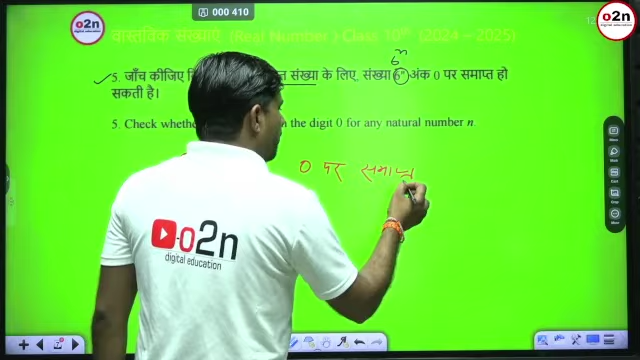 000 410
o2n
digital education
o2n
digital education
वास्तविक संख्याएँ (Real Number) Class 10th (2024 – 2025)
6ⁿ
5. जाँच कीजिए संख्या के लिए, संख्या 6ⁿ अंक 0 पर समाप्त हो
सकती है।
5. Check the digit 0 for any natural number n.
0 पर समाप्त
o2n
digital education